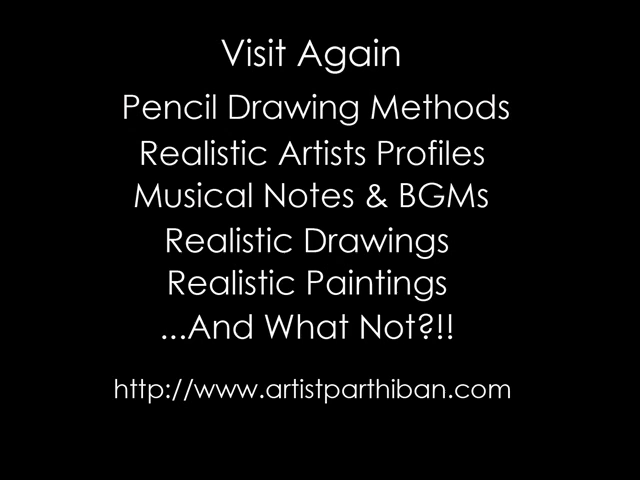 Visit Again
Pencil Drawing Methods
Realistic Artists Profiles
Musical Notes & BGMs
Realistic Drawings
Realistic Paintings
...And What Not?!!
http://www.artistparthiban.com